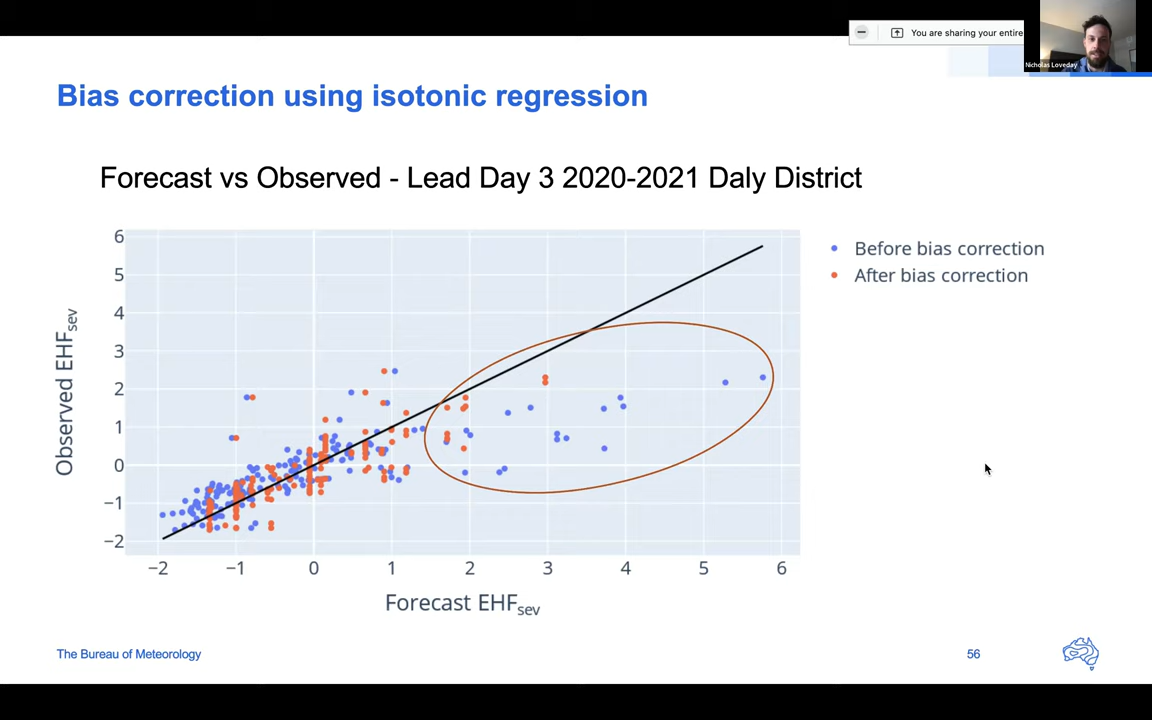 You are sharing your entire
Nicholas Loveday
Bias correction using isotonic regression
Forecast vs Observed - Lead Day 3 2020-2021 Daly District
Before bias correction
After bias correction
6
5
4
3
2
1
0
−1
−2
Observed EHFsev
−2
−1
0
1
2
3
4
5
6
Forecast EHFsev
The Bureau of Meteorology
56